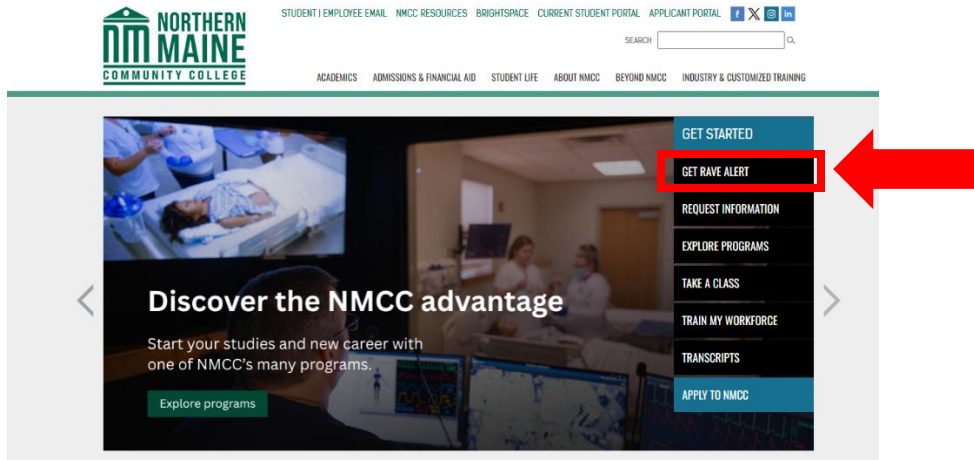 NORTHERN
MAINE
COMMUNITY COLLEGE
STUDENT | EMPLOYEE EMAIL NMCC RESOURCES BRIGHTSPACE CURRENT STUDENT PORTAL APPLICANT PORTAL
SEARCH
ACADEMICS ADMISSIONS & FINANCIAL AID STUDENT LIFE ABOUT NMCC BEYOND NMCC INDUSTRY & CUSTOMIZED TRAINING
GET STARTED
GET RAVE ALERT
REQUEST INFORMATION
EXPLORE PROGRAMS
TAKE A CLASS
TRAIN MY WORKFORCE
TRANSCRIPTS
APPLY TO NMCC
Discover the NMCC advantage
Start your studies and new career with
one of NMCC's many programs.
Explore programs